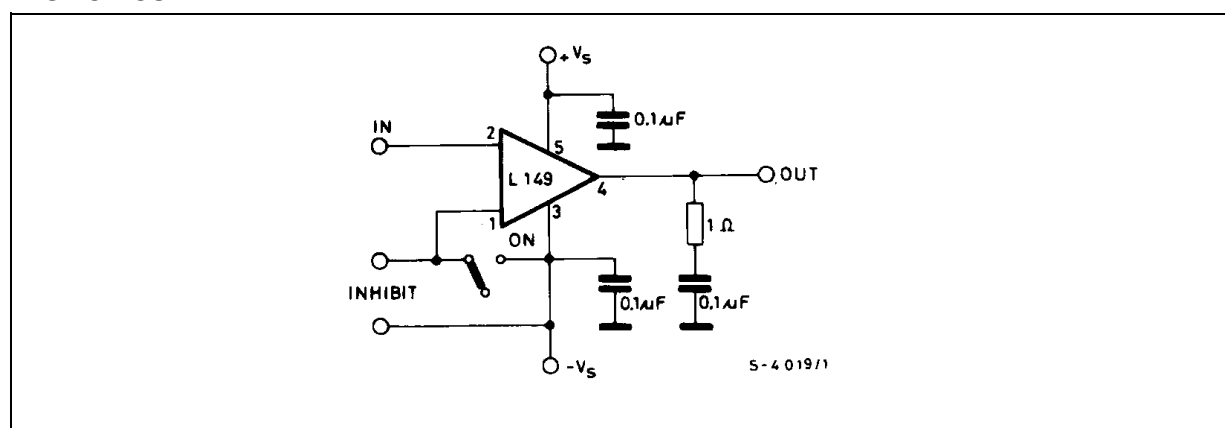 +Vs
0.1µF
IN
2
5
L 149
4
OUT
1
3
ON
1 Ω
INHIBIT
0.1µF
0.1µF
-Vs
S-4019/1